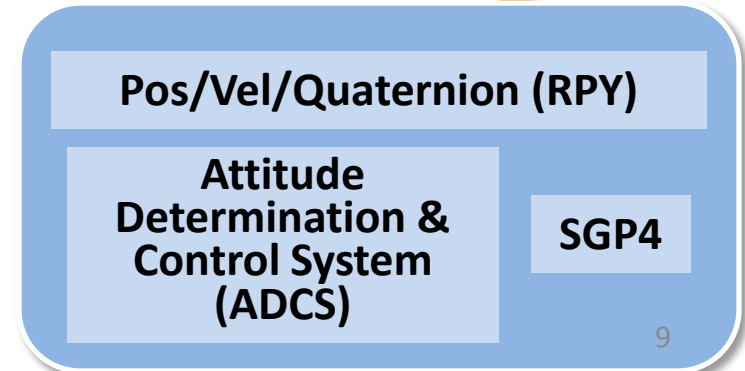 Pos/Vel/Quaternion (RPY)
Attitude
Determination &
Control System
(ADCS)
SGP4
9